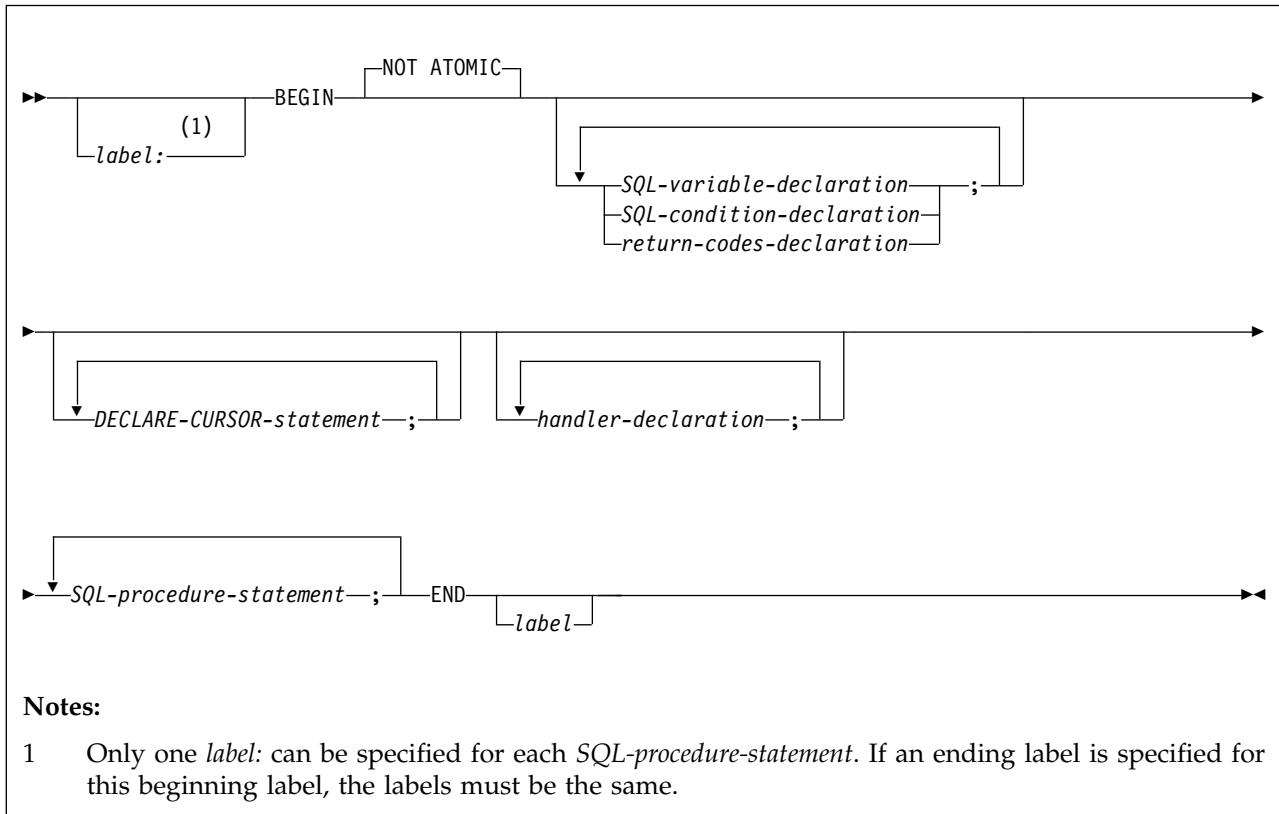 NOT ATOMIC
BEGIN
(1)
label:
SQL-variable-declaration ;
SQL-condition-declaration
return-codes-declaration
DECLARE-CURSOR-statement ; handler-declaration ;
SQL-procedure-statement ; END
label
Notes:
1 Only one label: can be specified for each SQL-procedure-statement. If an ending label is specified for
this beginning label, the labels must be the same.